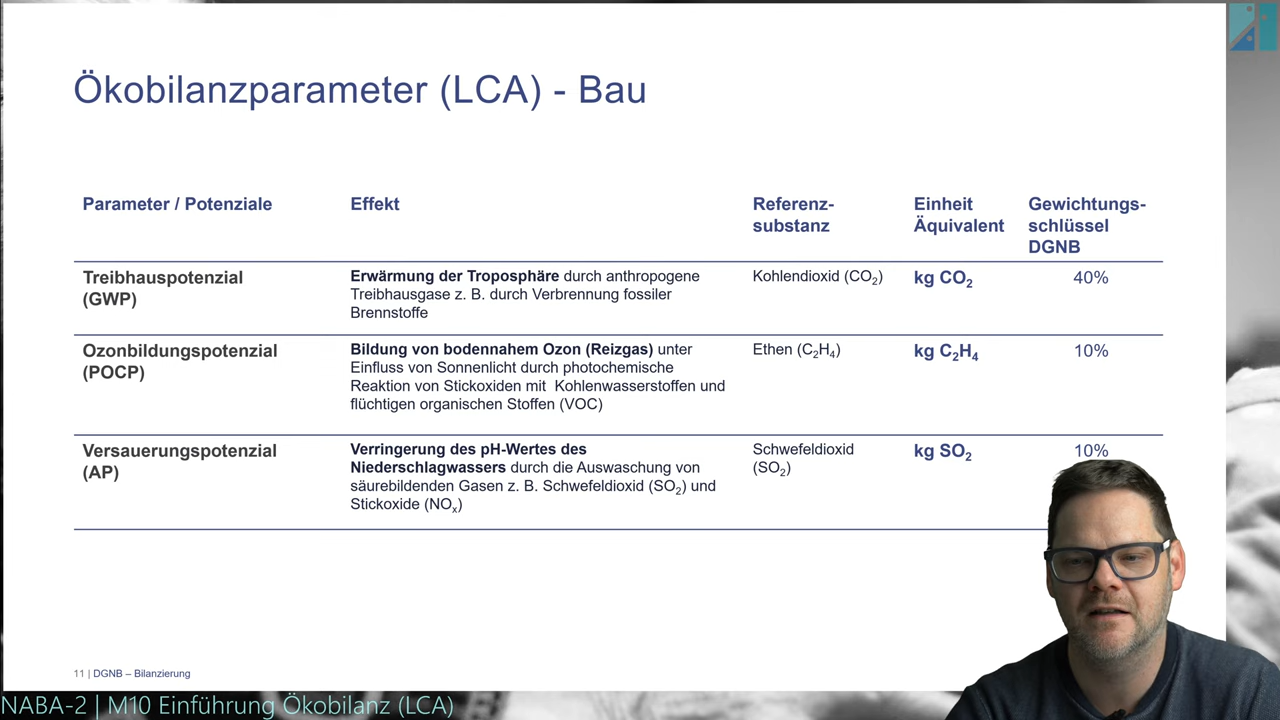 Ökobilanzparameter (LCA) - Bau
Parameter / Potenziale
Effekt
Referenz-
substanz
Einheit
Äquivalent
Gewichtungs-
schlüssel
DGNB
Treibhauspotenzial
(GWP)
Erwärmung der Troposphäre durch anthropogene
Treibhausgase z. B. durch Verbrennung fossiler
Brennstoffe
Kohlendioxid (CO₂)
kg CO₂
40%
Ozonbildungspotenzial
(POCP)
Bildung von bodennahem Ozon (Reizgas) unter
Einfluss von Sonnenlicht durch photochemische
Reaktion von Stickoxiden mit Kohlenwasserstoffen und
flüchtigen organischen Stoffen (VOC)
Ethen (C₂H₄)
kg C₂H₄
10%
Versauerungspotenzial
(AP)
Verringerung des pH-Wertes des
Niederschlagwassers durch die Auswaschung von
säurebildenden Gasen z. B. Schwefeldioxid (SO₂) und
Stickoxide (NOₓ)
Schwefeldioxid
(SO₂)
kg SO₂
10%
11 | DGNB – Bilanzierung
NABA-2 | M10 Einführung Ökobilanz (LCA)